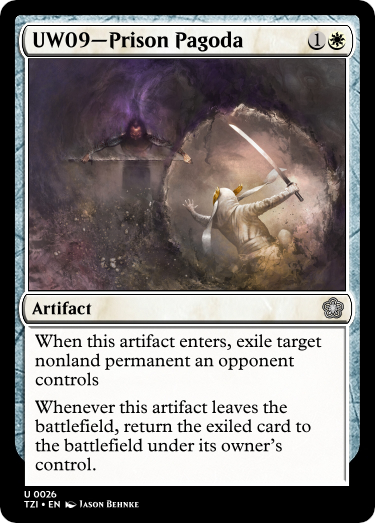 UW09—Prison Pagoda 1
Artifact
When this artifact enters, exile target
nonland permanent an opponent
controls
Whenever this artifact leaves the
battlefield, return the exiled card to
the battlefield under its owner's
control.
U 0026
TZI • EN Jason Behnke